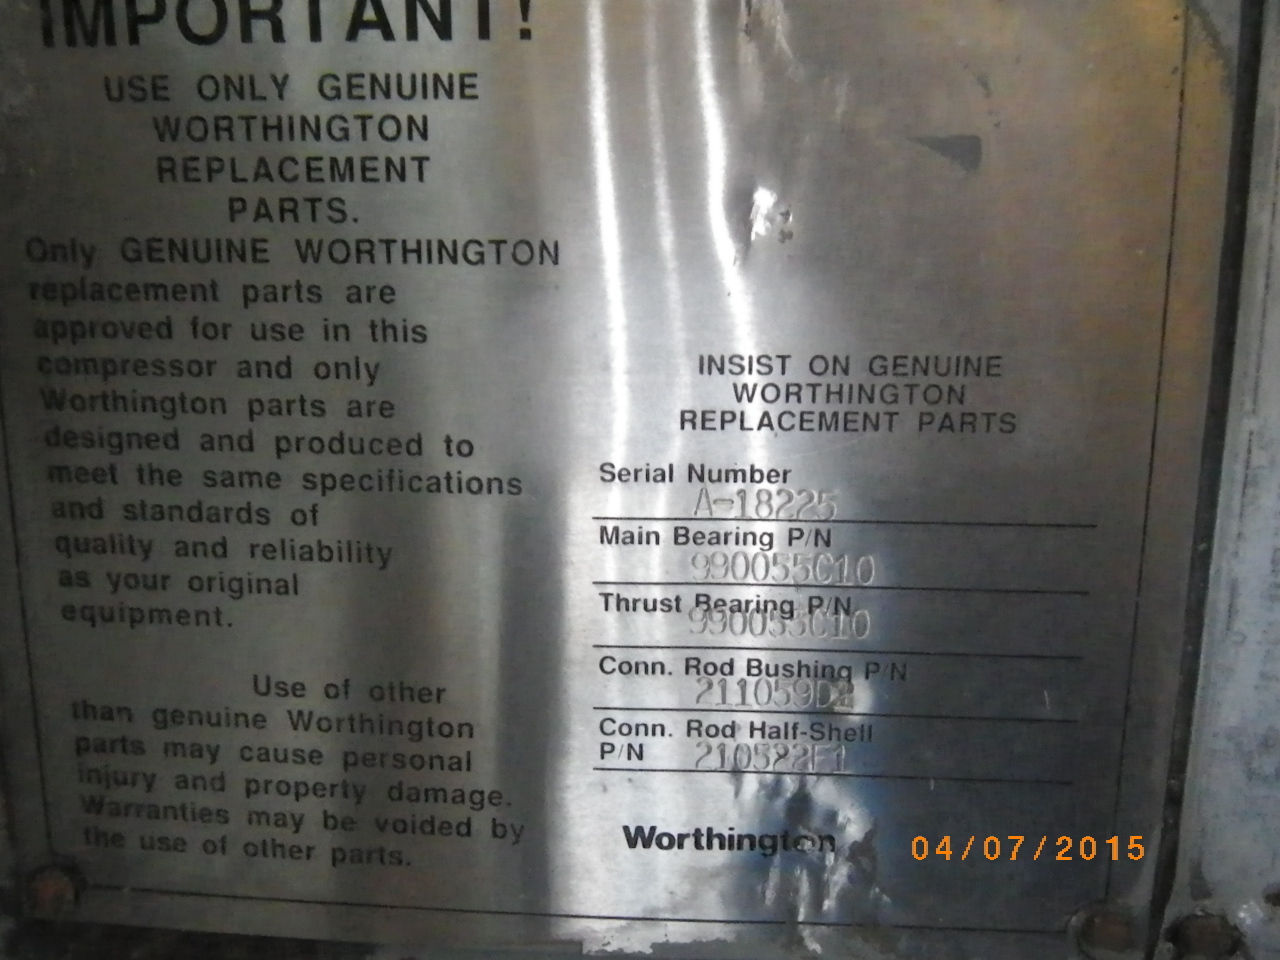 IMPORTANT!
USE ONLY GENUINE
WORTHINGTON
REPLACEMENT
PARTS.
Only GENUINE WORTHINGTON
replacement parts are
approved for use in this
compressor and only
Worthington parts are
designed and produced to
meet the same specifications
and standards of
quality and reliability
as your original
equipment.
Use of other
than genuine Worthington
parts may cause personal
injury and property damage.
Warranties may be voided by
the use of other parts.
INSIST ON GENUINE
WORTHINGTON
REPLACEMENT PARTS
Serial Number
A-18225
Main Bearing P/N
990055C10
Thrust Bearing P/N
990055C10
Conn. Rod Bushing P/N
Conn. Rod Half-Shell
P/N 210522F1
Worthington
04/07/2015